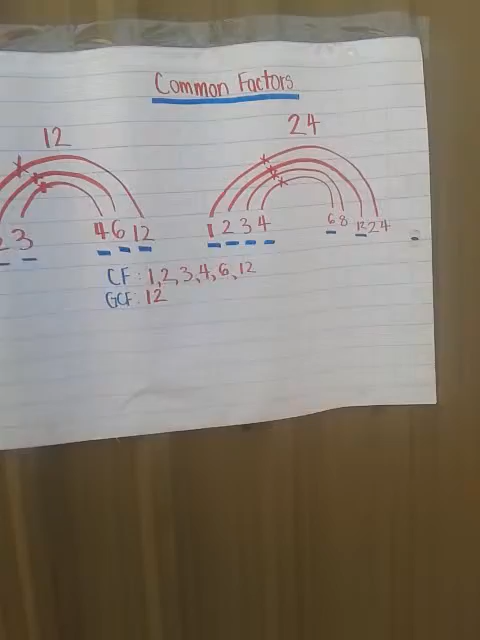 Common Factors
12 24
2 3 4 6 12 1 2 3 4 6 8 12 24
CF: 1, 2, 3, 4, 6, 12
GCF: 12